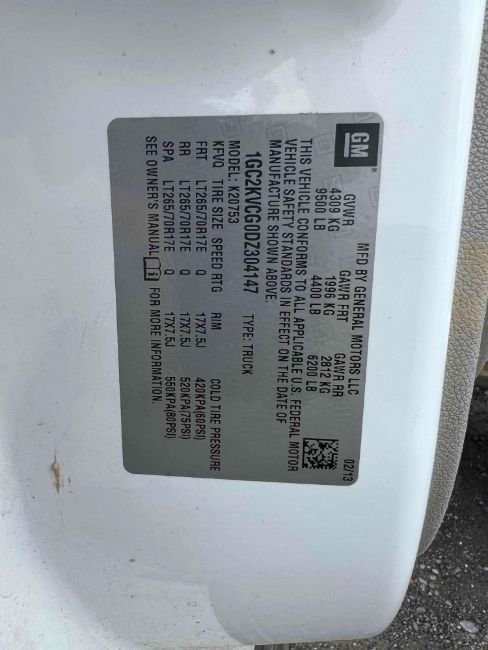 GM
®
MFD BY GENERAL MOTORS LLC
02/13
GVWR GAWR FRT GAWR RR
4309 KG 1996 KG 2812 KG
9500 LB 4400 LB 6200 LB
THIS VEHICLE CONFORMS TO ALL APPLICABLE U.S. FEDERAL MOTOR
VEHICLE SAFETY STANDARDS IN EFFECT ON THE DATE OF
MANUFACTURE SHOWN ABOVE.
1GC2KVCG0DZ304147 TYPE: TRUCK
MODEL: K20753
KFVQ TIRE SIZE SPEED RTG RIM COLD TIRE PRESSURE
FRT LT265/70R17E Q 17X7.5J 420KPA(60PSI)
RR LT265/70R17E Q 17X7.5J 520KPA(75PSI)
SPA LT265/70R17E Q 17X7.5J 550KPA(80PSI)
SEE OWNER'S MANUAL FOR MORE INFORMATION.